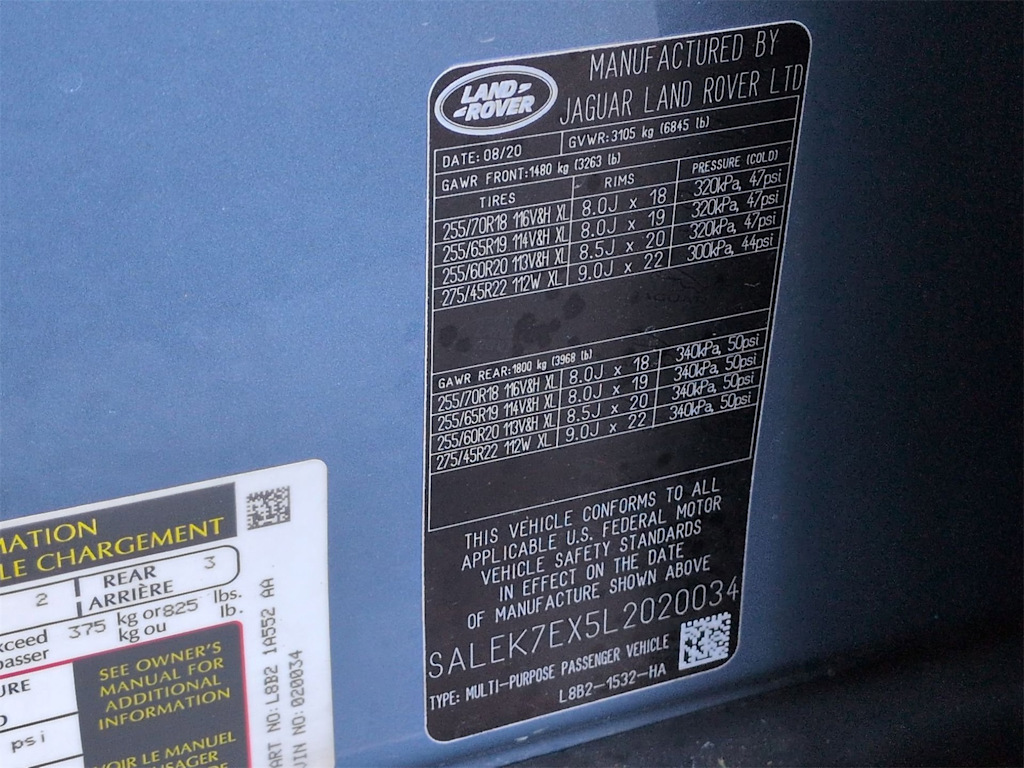 LAND-
-ROVER
MANUFACTURED BY
JAGUAR LAND ROVER LTD
DATE: 08/20 GVWR: 3105 kg (6845 lb)
GAWR FRONT: 1480 kg (3263 lb)
TIRES RIMS PRESSURE (COLD)
255/70R18 116V&H XL 8.0J x 18 320kPa, 47psi
255/65R19 114V&H XL 8.0J x 19 320kPa, 47psi
255/60R20 113V&H XL 8.5J x 20 320kPa, 47psi
275/45R22 112W XL 9.0J x 22 300kPa, 44psi
GAWR REAR: 1800 kg (3968 lb)
255/70R18 116V&H XL 8.0J x 18 340kPa, 50psi
255/65R19 114V&H XL 8.0J x 19 340kPa, 50psi
255/60R20 113V&H XL 8.5J x 20 340kPa, 50psi
275/45R22 112W XL 9.0J x 22 340kPa, 50psi
THIS VEHICLE CONFORMS TO ALL
APPLICABLE U.S. FEDERAL MOTOR
VEHICLE SAFETY STANDARDS
IN EFFECT ON THE DATE
OF MANUFACTURE SHOWN ABOVE
SALEK7EX5L2020034
TYPE: MULTI-PURPOSE PASSENGER VEHICLE
L8B2-1532-HA
MATION
LE CHARGEMENT
2 REAR 3
ARRIÈRE
xceed 375 kg or 825 lbs.
passer kg ou lb.
URE
psi
SEE OWNER'S
MANUAL FOR
ADDITIONAL
INFORMATION
VOIR LE MANUEL
USAGER
PART NO: L8B2 1A552 AA
VIN NO: 020034